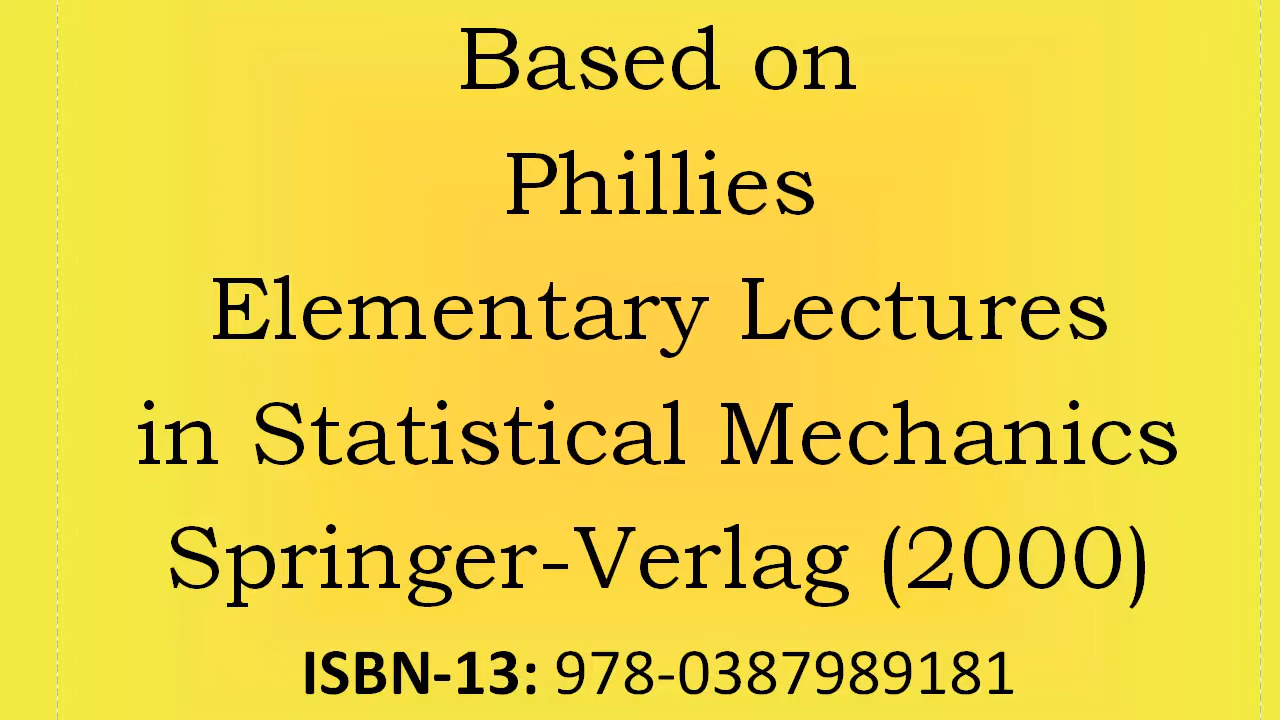 Based on
Phillies
Elementary Lectures
in Statistical Mechanics
Springer-Verlag (2000)
ISBN-13: 978-0387989181